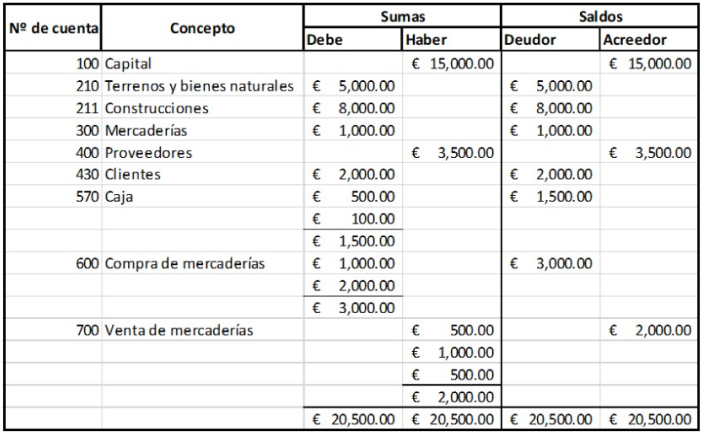 Nº de cuenta Concepto Sumas Saldos
Debe Haber Deudor Acreedor
100 Capital € 15,000.00 € 15,000.00
210 Terrenos y bienes naturales € 5,000.00 € 5,000.00
211 Construcciones € 8,000.00 € 8,000.00
300 Mercaderías € 1,000.00 € 1,000.00
400 Proveedores € 3,500.00 € 3,500.00
430 Clientes € 2,000.00 € 2,000.00
570 Caja € 500.00 € 1,500.00
€ 100.00
€ 1,500.00
600 Compra de mercaderías € 1,000.00 € 3,000.00
€ 2,000.00
€ 3,000.00
700 Venta de mercaderías € 500.00 € 2,000.00
€ 1,000.00
€ 500.00
€ 2,000.00
€ 20,500.00 € 20,500.00 € 20,500.00 € 20,500.00